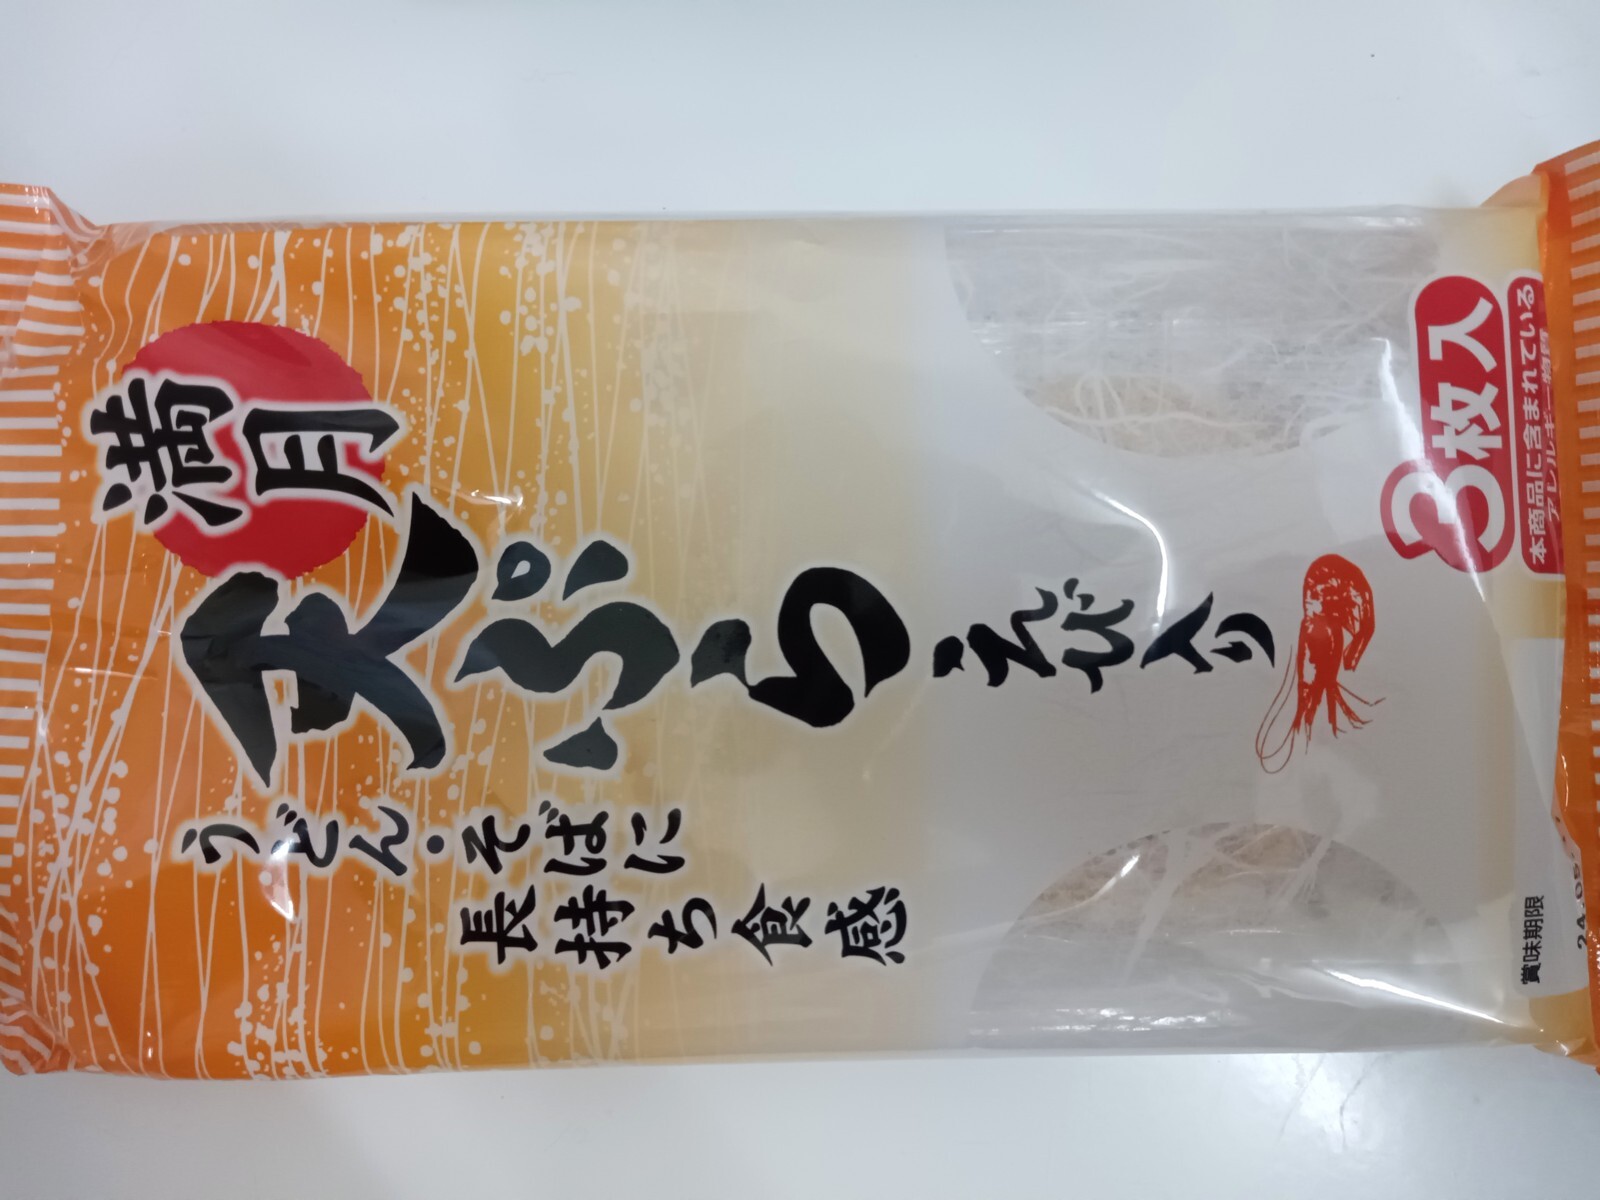 満月
天ぷら
えび入り
うどん・そばに
長持ち食感
3枚入
本商品に含まれている
アレルギー物質
賞味期限